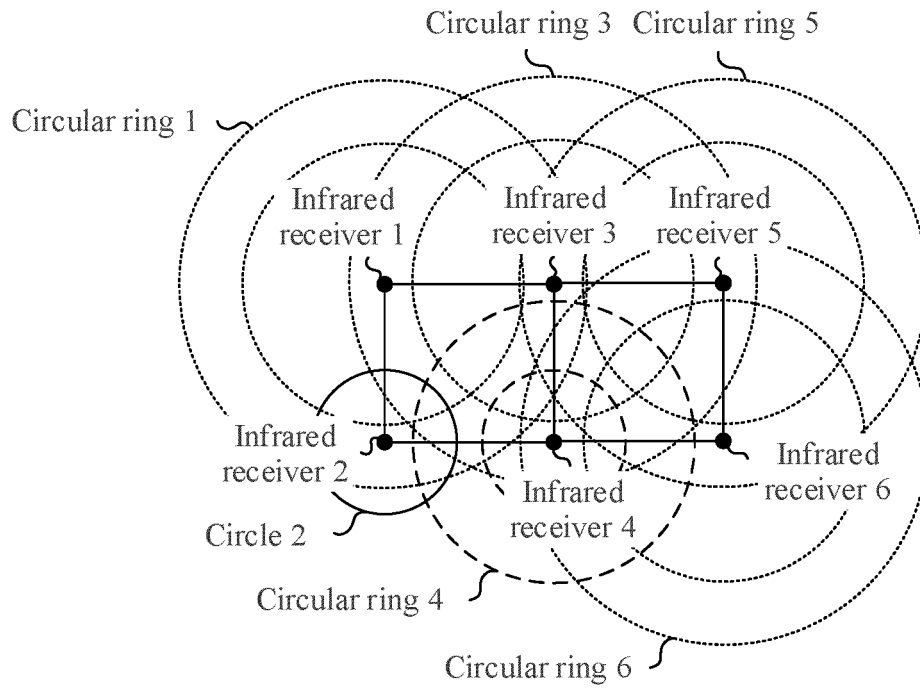 Circular ring 3
Circular ring 5
Circular ring 1
Infrared
receiver 1
Infrared
receiver 3
Infrared
receiver 5
Infrared
receiver 2
Infrared
receiver 4
Infrared
receiver 6
Circle 2
Circular ring 4
Circular ring 6